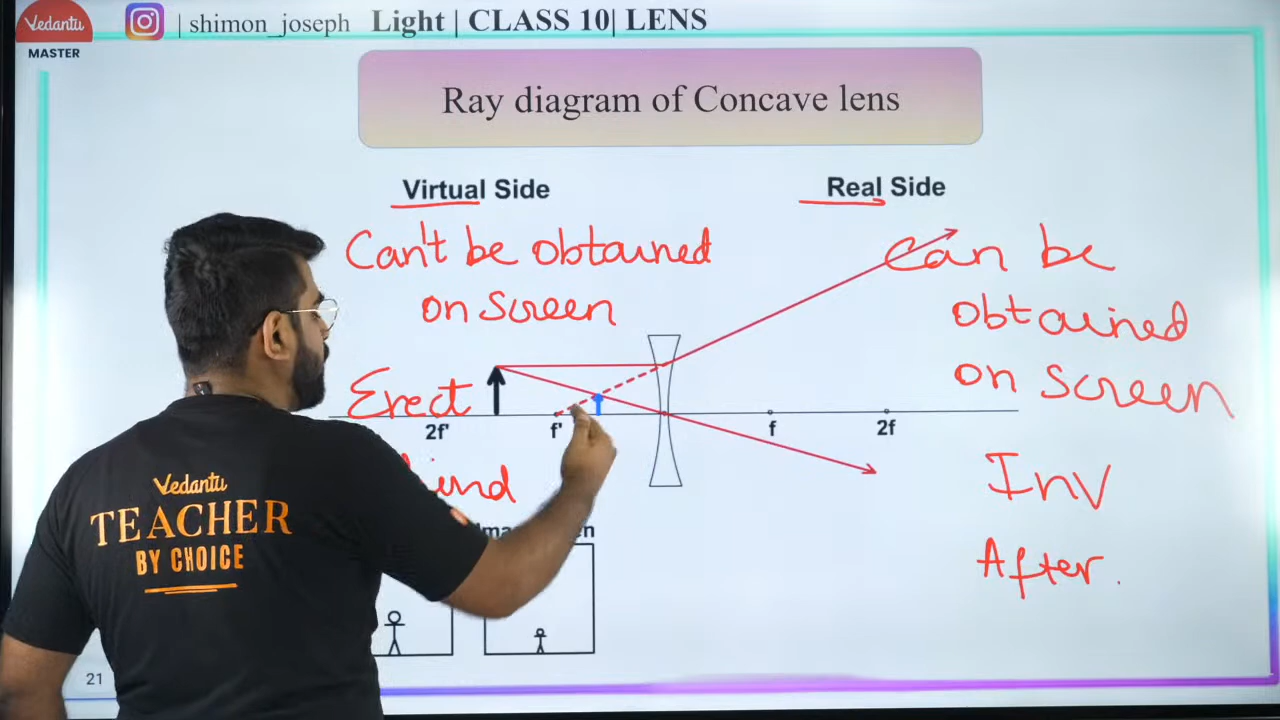 Vedantu
MASTER
| shimon_joseph
Light | CLASS 10| LENS
Ray diagram of Concave lens
Virtual Side
Real Side
Can't be obtained
on Screen
Can be
obtained
on Screen
Erect
2f'
f'
f
2f
Inv
After.
Vedantu
TEACHER
BY CHOICE
21